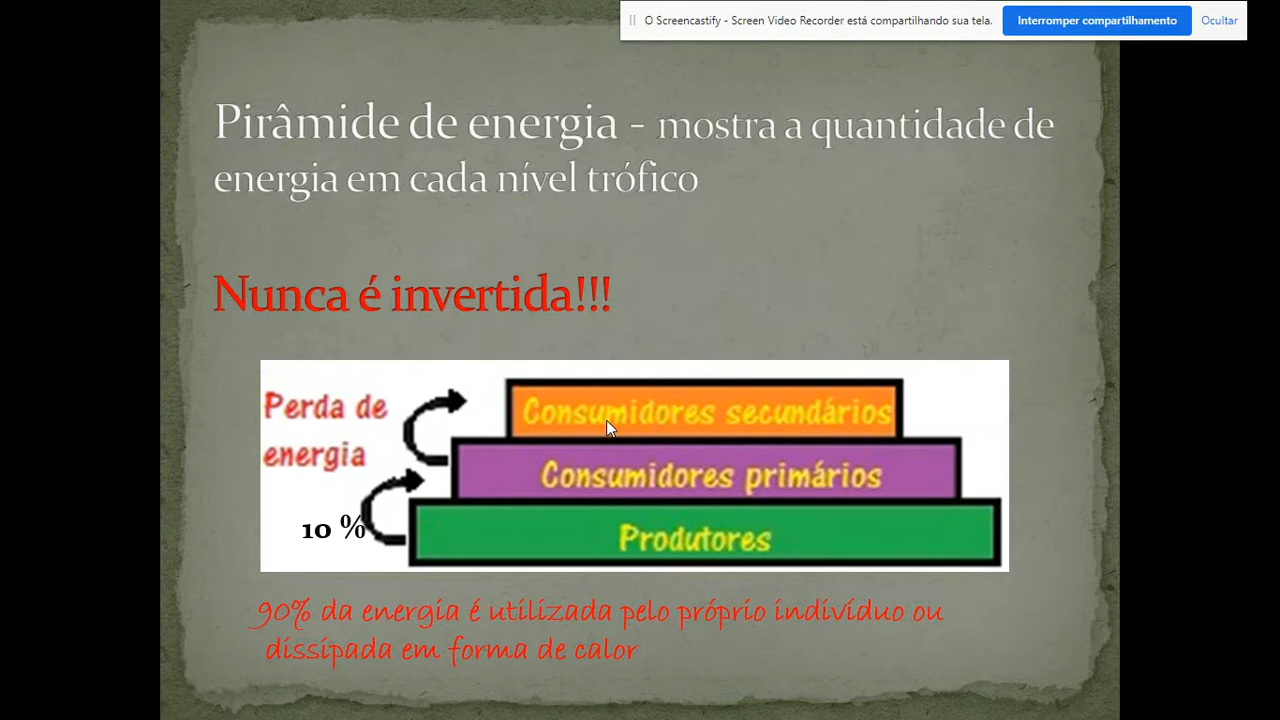 O Screencastify - Screen Video Recorder está compartilhando sua tela.
Interromper compartilhamento
Ocultar
Pirâmide de energia - mostra a quantidade de
energia em cada nível trófico
Nunca é invertida!!!
Perda de
energia
10 %
Consumidores secundários
Consumidores primários
Produtores
90% da energia é utilizada pelo próprio indivíduo ou
dissipada em forma de calor